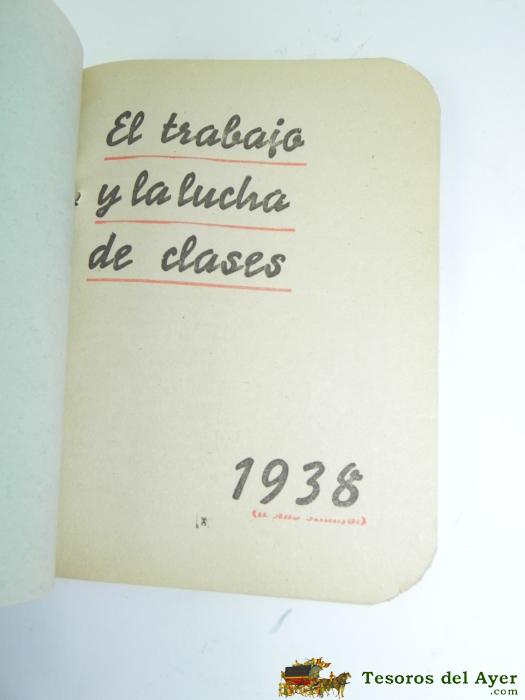 El trabajo
y la lucha
de clases
1938
Tesoros del Ayer
.com